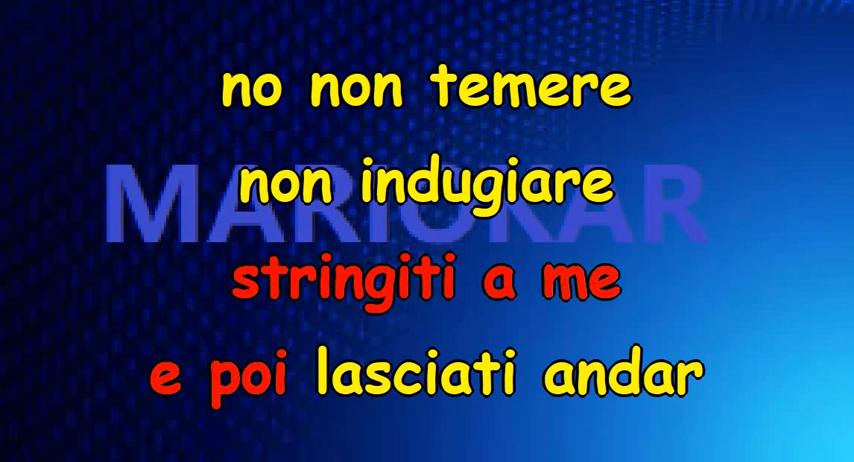 no non temere
MARIOKAR
non indugiare
stringiti a me
e poi lasciati andar